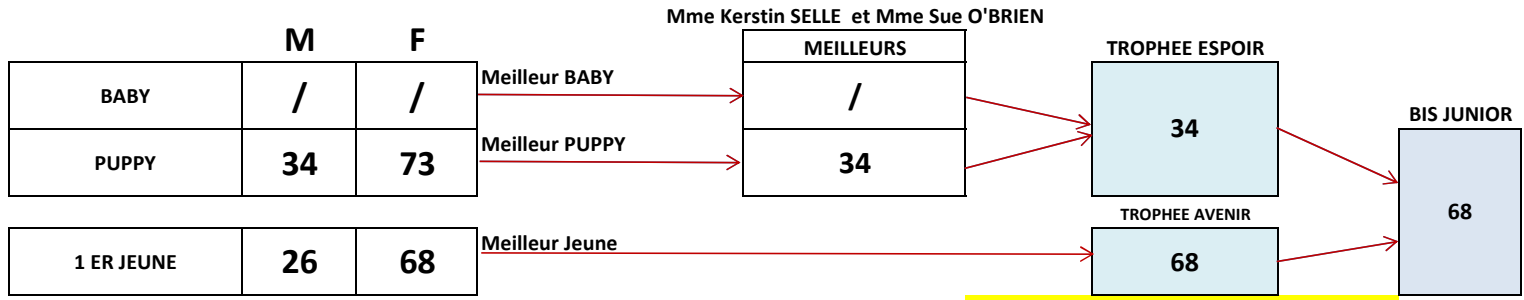 Mme Kerstin SELLE et Mme Sue O'BRIEN
M F MEILLEURS TROPHEE ESPOIR
BABY / / Meilleur BABY /
PUPPY 34 73 Meilleur PUPPY 34
34
BIS JUNIOR
68
TROPHEE AVENIR
1 ER JEUNE 26 68 Meilleur Jeune 68